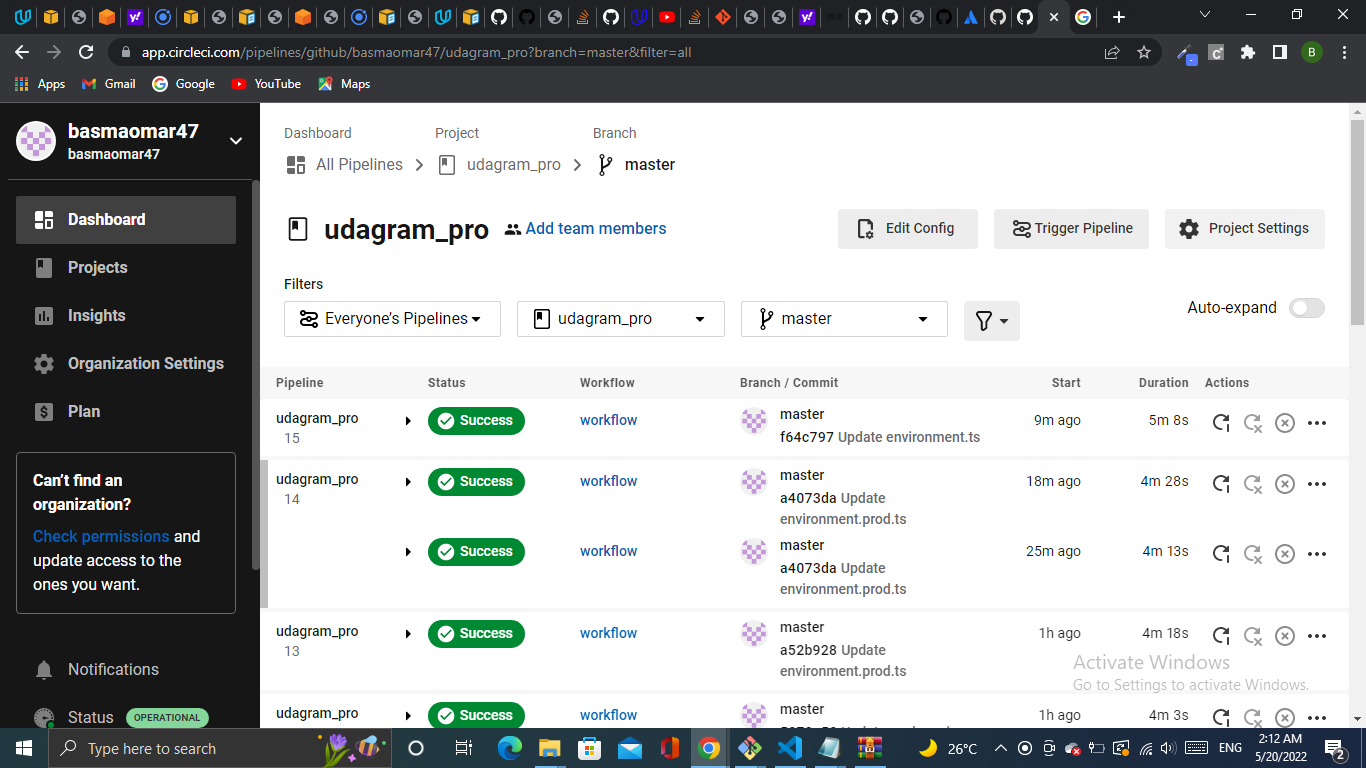 app.circleci.com/pipelines/github/basmaomar47/udagram_pro?branch=master&filter=all
B
Apps
Gmail
Google
YouTube
Maps
basmaomar47
basmaomar47
Dashboard
Projects
Insights
Organization Settings
Plan
Can't find an
organization?
Check permissions and
update access to the
ones you want.
Notifications
Status OPERATIONAL
Dashboard Project Branch
All Pipelines udagram_pro master
udagram_pro Add team members Edit Config Trigger Pipeline Project Settings
Filters
Everyone's Pipelines udagram_pro master Auto-expand
Pipeline Status Workflow Branch / Commit Start Duration Actions
udagram_pro Success workflow master 9m ago 5m 8s
15 f64c797 Update environment.ts
udagram_pro Success workflow master 18m ago 4m 28s
14 a4073da Update
environment.prod.ts
Success workflow master 25m ago 4m 13s
a4073da Update
environment.prod.ts
udagram_pro Success workflow master 1h ago 4m 18s
13 a52b928 Update
environment.prod.ts
Activate Windows
Go to Settings to activate Windows.
udagram_pro Success workflow master 1h ago 4m 3s
Type here to search
26°C
ENG
2:12 AM
5/20/2022
2